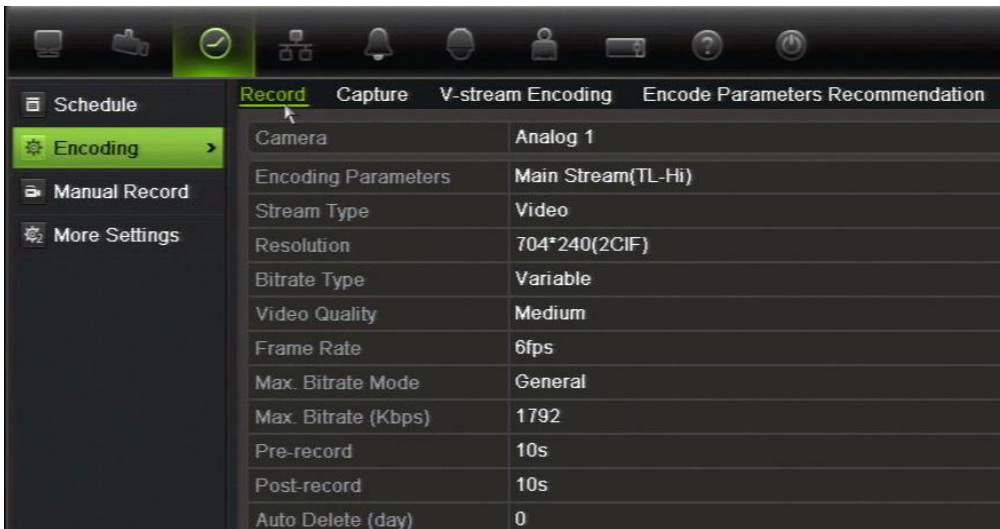 Schedule
Encoding
Manual Record
More Settings
Record Capture V-stream Encoding Encode Parameters Recommendation
Camera Analog 1
Encoding Parameters Main Stream(TL-Hi)
Stream Type Video
Resolution 704*240(2CIF)
Bitrate Type Variable
Video Quality Medium
Frame Rate 6fps
Max. Bitrate Mode General
Max. Bitrate (Kbps) 1792
Pre-record 10s
Post-record 10s
Auto Delete (day) 0